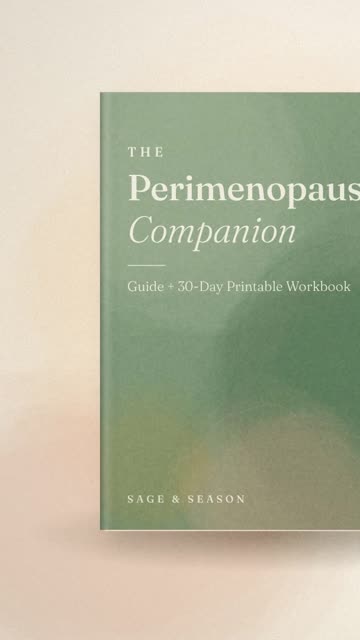 THE
Perimenopaus
Companion
Guide + 30-Day Printable Workbook
SAGE & SEASON